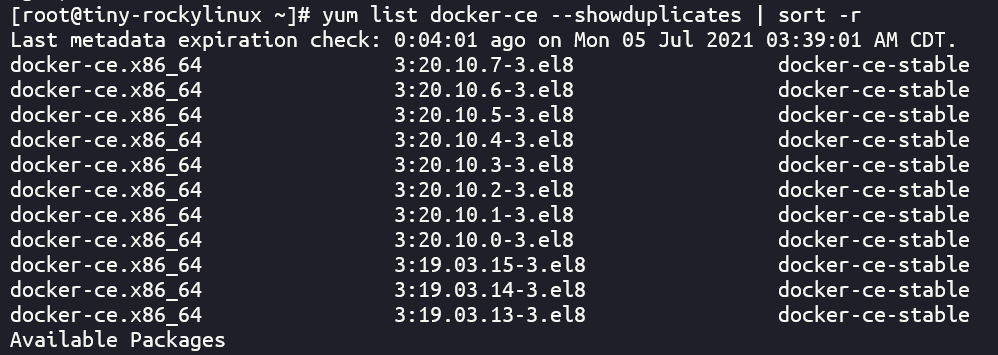 [root@tiny-rockylinux ~]# yum list docker-ce --showduplicates | sort -r
Last metadata expiration check: 0:04:01 ago on Mon 05 Jul 2021 03:39:01 AM CDT.
docker-ce.x86_64                3:20.10.7-3.el8                 docker-ce-stable
docker-ce.x86_64                3:20.10.6-3.el8                 docker-ce-stable
docker-ce.x86_64                3:20.10.5-3.el8                 docker-ce-stable
docker-ce.x86_64                3:20.10.4-3.el8                 docker-ce-stable
docker-ce.x86_64                3:20.10.3-3.el8                 docker-ce-stable
docker-ce.x86_64                3:20.10.2-3.el8                 docker-ce-stable
docker-ce.x86_64                3:20.10.1-3.el8                 docker-ce-stable
docker-ce.x86_64                3:20.10.0-3.el8                 docker-ce-stable
docker-ce.x86_64                3:19.03.15-3.el8                docker-ce-stable
docker-ce.x86_64                3:19.03.14-3.el8                docker-ce-stable
docker-ce.x86_64                3:19.03.13-3.el8                docker-ce-stable
Available Packages